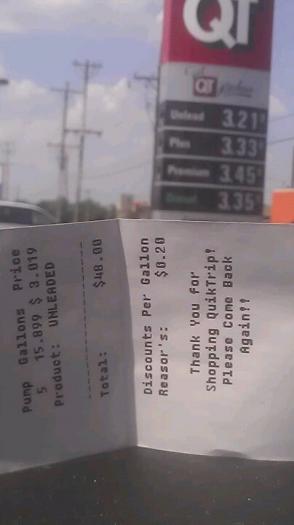 QT
QT
Unlead 3.21
Plus 3.33
Premium 3.45
Diesel 3.35
Pump Gallons Price
5 15.899 $ 3.019
Product: UNLEADED
--------------------
Total: $48.00
Discounts Per Gallon
Reasor's: $0.20
Thank You for
Shopping QuikTrip!
Please Come Back
Again!!